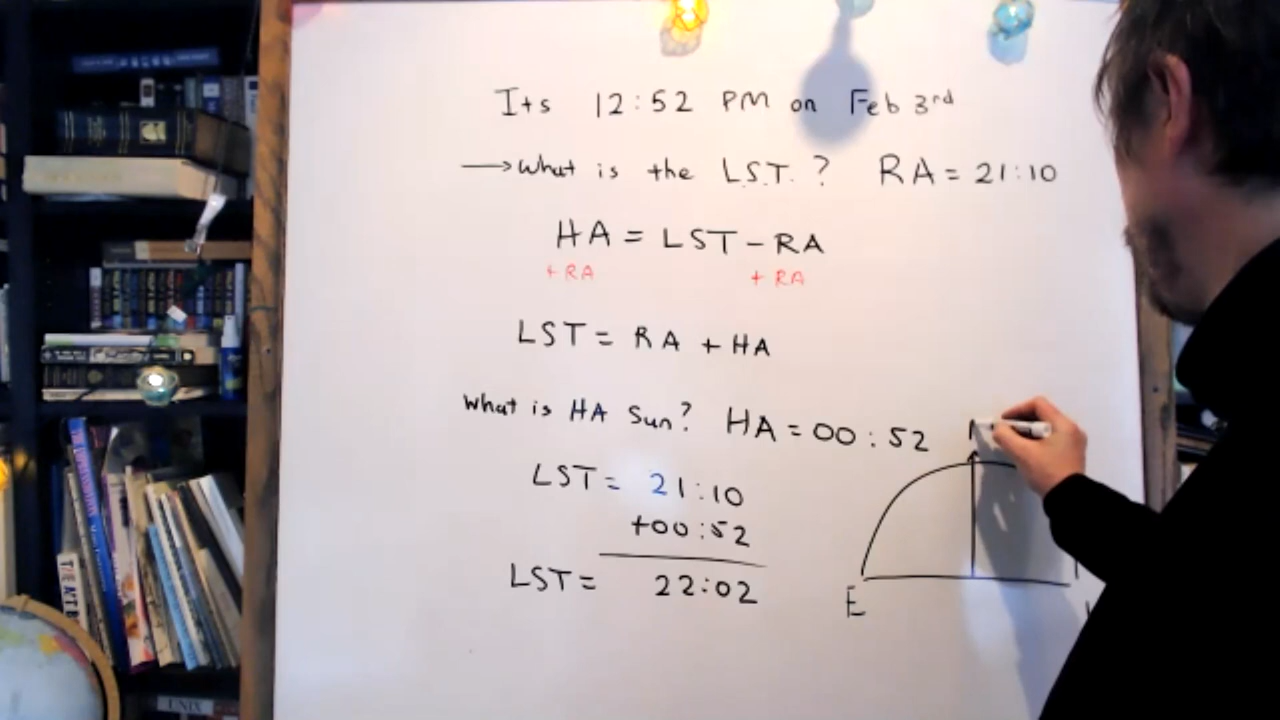 Its 12:52 PM on Feb 3rd
→ What is the L.S.T.? RA = 21:10
HA = LST - RA
+ RA + RA
LST = RA + HA
What is HA Sun? HA = 00:52
LST = 21:10
+00:52
LST = 22:02
E
UNIX